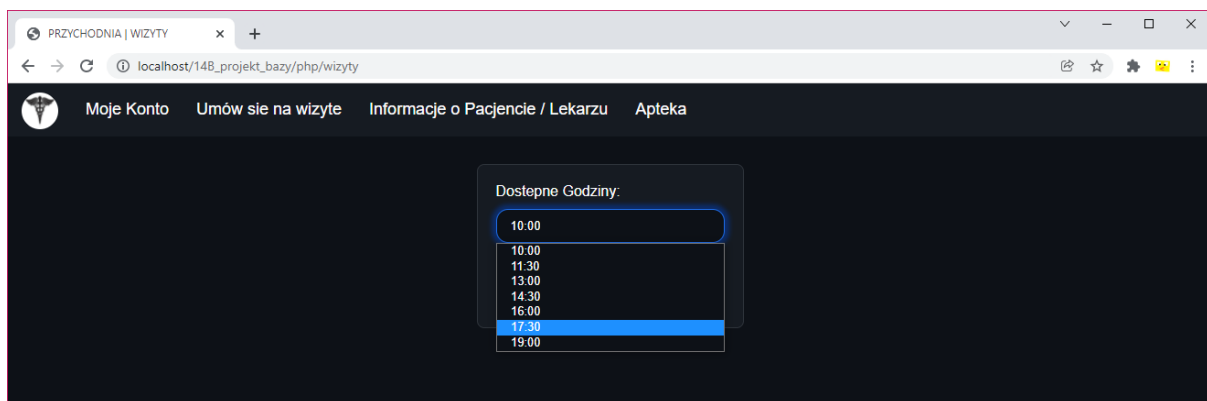 PRZYCHODNIA | WIZYTY
localhost/14B_projekt_bazy/php/wizyty
Moje Konto Umów sie na wizyte Informacje o Pacjencie / Lekarzu Apteka
Dostepne Godziny:
10:00
10:00
11:30
13:00
14:30
16:00
17:30
19:00